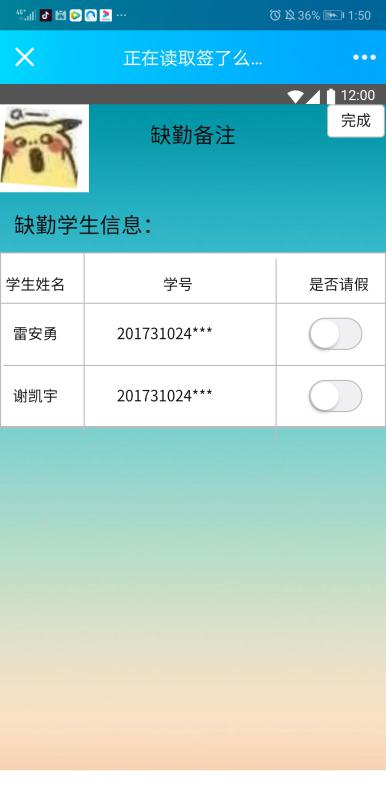 4G+ 36% 1:50
正在读取签了么...
12:00
完成
缺勤备注
缺勤学生信息：
学生姓名 学号 是否请假
雷安勇 201731024***
谢凯宇 201731024***